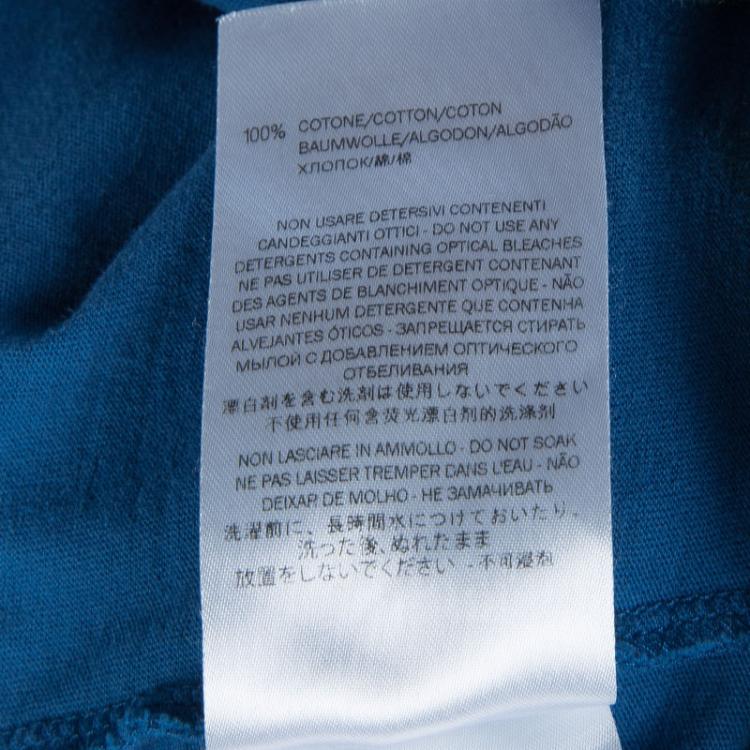 100% COTONE/COTTON/COTON
BAUMWOLLE/ALGODON/ALGODÃO
ХЛОПОК/綿/棉
NON USARE DETERSIVI CONTENENTI
CANDEGGIANTI OTTICI - DO NOT USE ANY
DETERGENTS CONTAINING OPTICAL BLEACHES
NE PAS UTILISER DE DETERGENT CONTENANT
DES AGENTS DE BLANCHIMENT OPTIQUE - NÃO
USAR NENHUM DETERGENTE QUE CONTENHA
ALVEJANTES ÓTICOS - ЗАПРЕЩАЕТСЯ СТИРАТЬ
МЫЛОЙ С ДОБАВЛЕНИЕМ ОПТИЧЕСКОГО
ОТБЕЛИВАНИЯ
漂白剤を含む洗剤は使用しないでください
不使用任何含荧光漂白剂的洗涤剂
NON LASCIARE IN AMMOLLO - DO NOT SOAK
NE PAS LAISSER TREMPER DANS L'EAU - NÃO
DEIXAR DE MOLHO - НЕ ЗАМАЧИВАТЬ
洗濯前に、長時間水につけておいたり、
洗った後、ぬれたまま
放置をしないでください - 不可浸泡